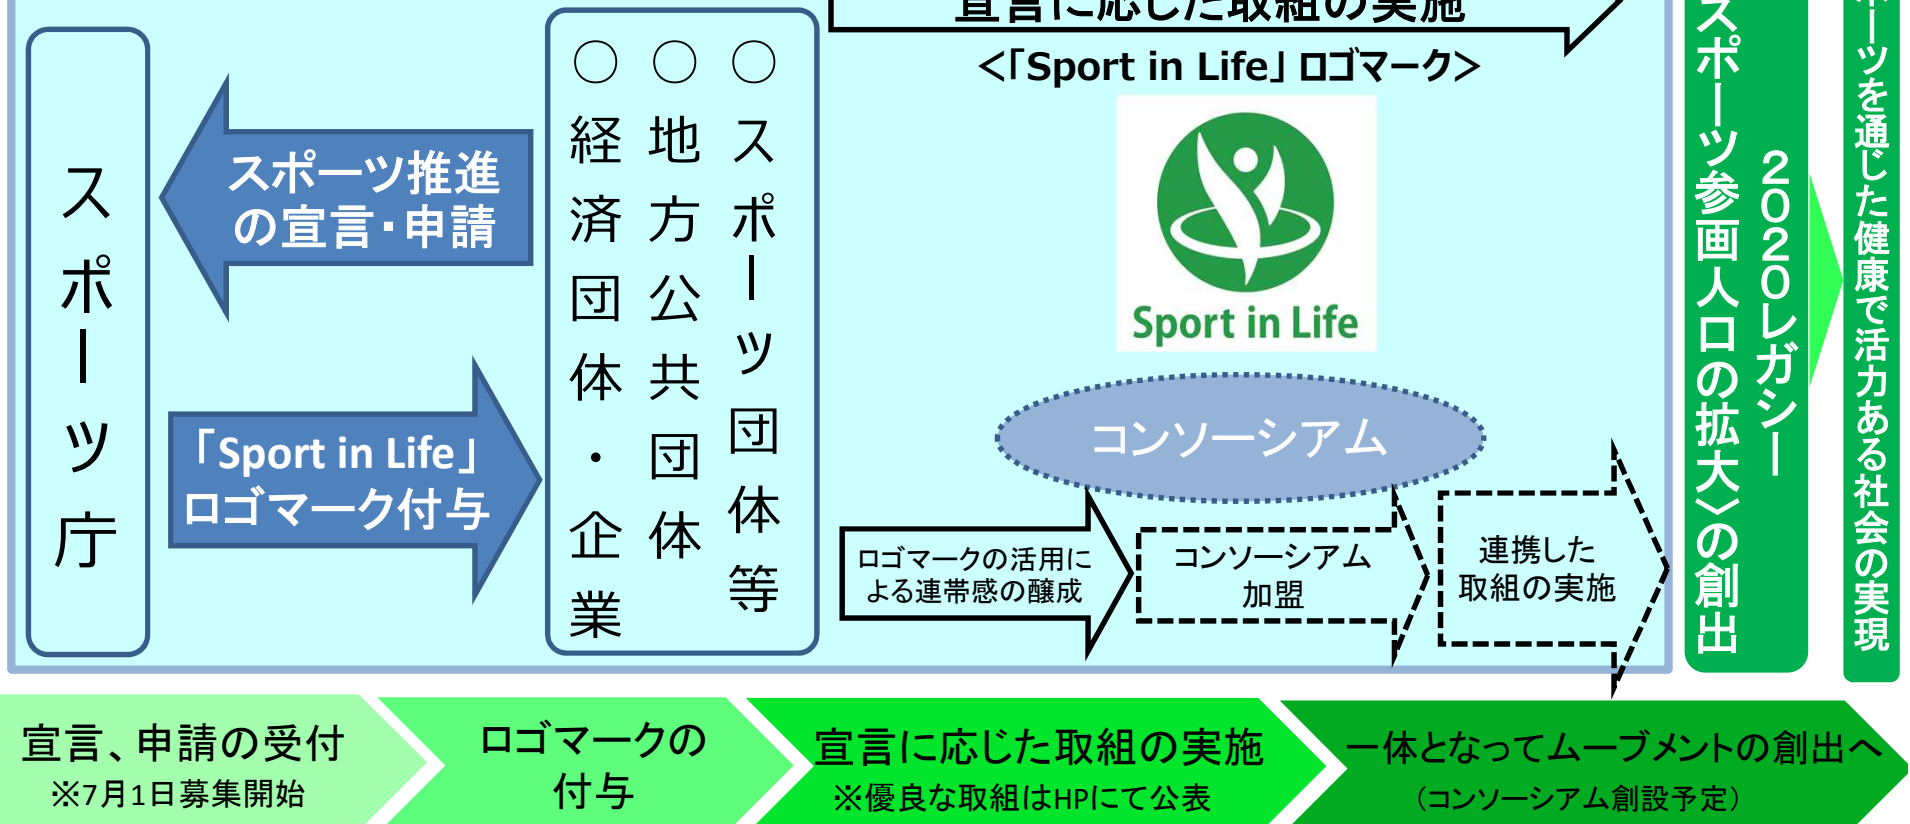 宣言に応じた取組の実施
<「Sport in Life」ロゴマーク>
スポーツ庁
スポーツ推進
の宣言・申請
「Sport in Life」
ロゴマーク付与
○スポーツ団体等
○地方公共団体
○経済団体・企業
Sport in Life
コンソーシアム
ロゴマークの活用に
よる連帯感の醸成
コンソーシアム
加盟
連携した
取組の実施
2020レガシー
スポーツ参画人口の拡大>の創出
ポーツを通じた健康で活力ある社会の実現
宣言、申請の受付
※7月1日募集開始
ロゴマークの
付与
宣言に応じた取組の実施
※優良な取組はHPにて公表
一体となってムーブメントの創出へ
(コンソーシアム創設予定)